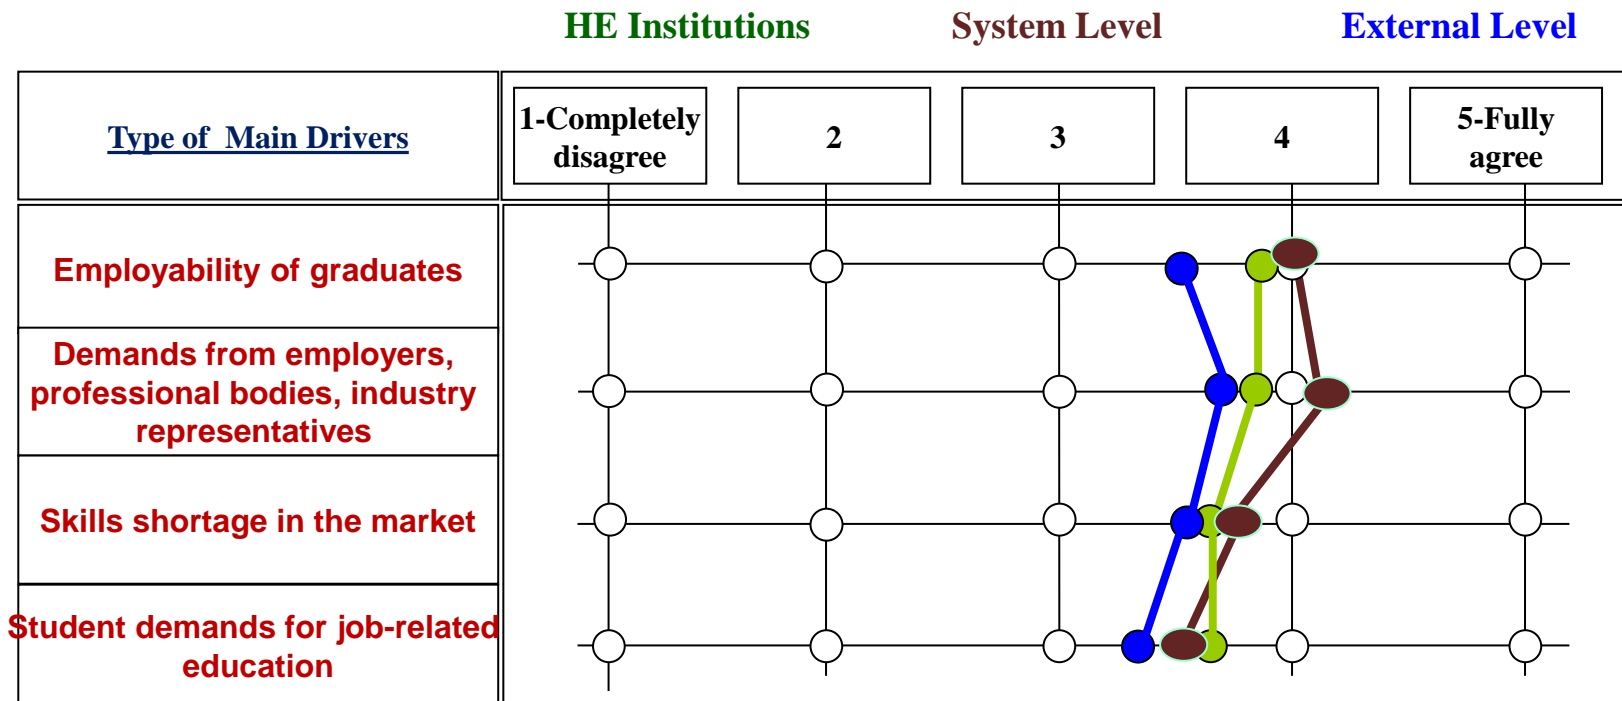 HE Institutions System Level External Level
Type of Main Drivers
1-Completely
disagree
2
3
4
5-Fully
agree
Employability of graduates
Demands from employers,
professional bodies, industry
representatives
Skills shortage in the market
Student demands for job-related
education